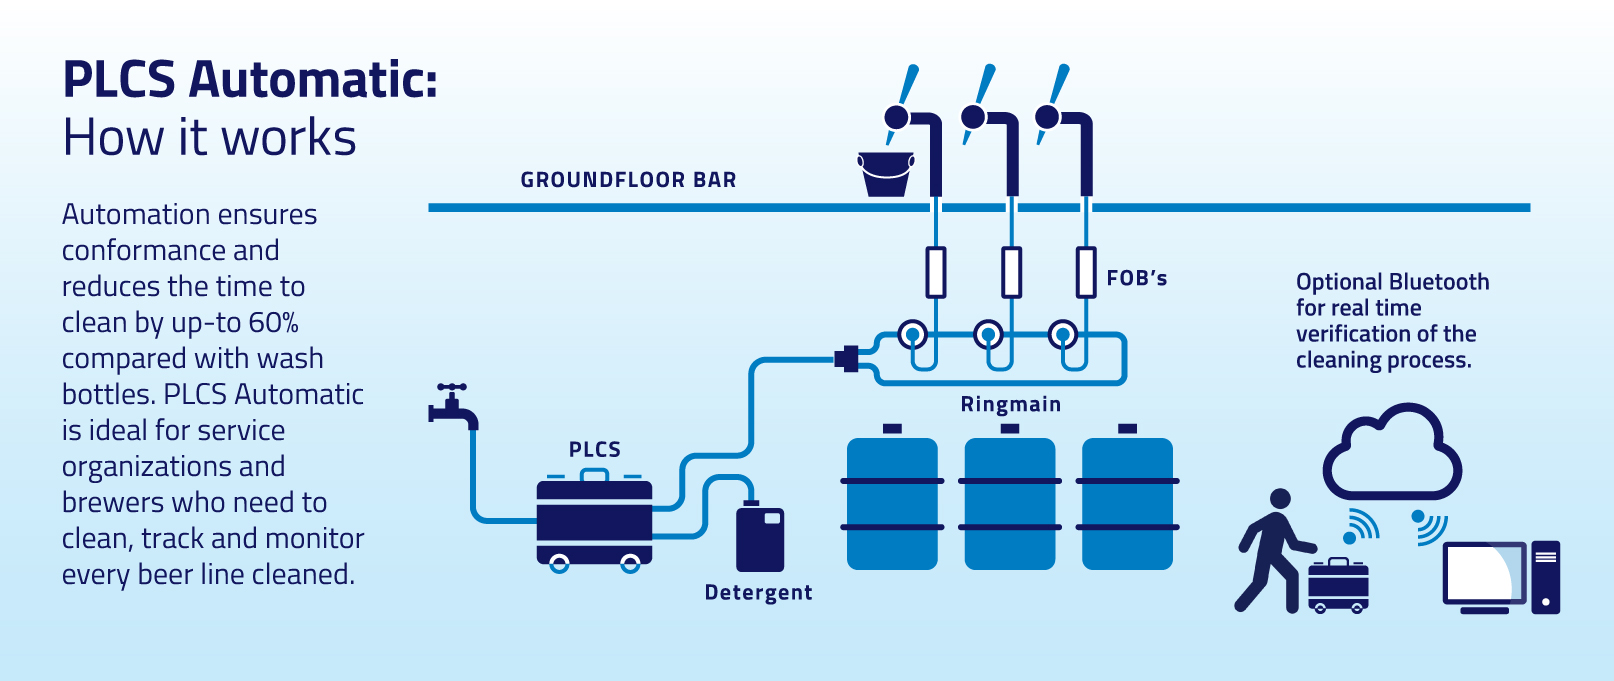 PLCS Automatic:
How it works
Automation ensures
conformance and
reduces the time to
clean by up-to 60%
compared with wash
bottles. PLCS Automatic
is ideal for service
organizations and
brewers who need to
clean, track and monitor
every beer line cleaned.
GROUNDFLOOR BAR
FOB's
Ringmain
PLCS
Detergent
Optional Bluetooth
for real time
verification of the
cleaning process.